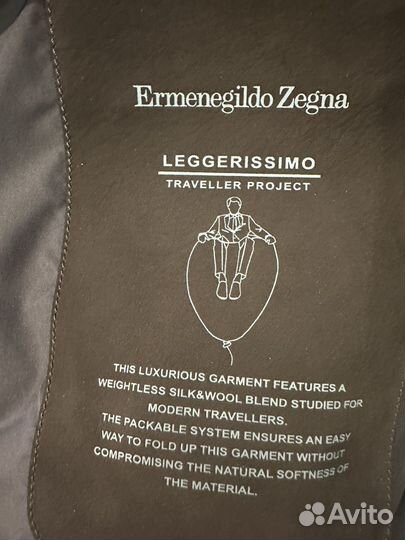 Ermenegildo Zegna
LEGGERISSIMO
TRAVELLER PROJECT
THIS LUXURIOUS GARMENT FEATURES A
WEIGHTLESS SILK&WOOL BLEND STUDIED FOR
MODERN TRAVELLERS.
THE PACKABLE SYSTEM ENSURES AN EASY
WAY TO FOLD UP THIS GARMENT WITHOUT
COMPROMISING THE NATURAL SOFTNESS OF
THE MATERIAL.
Avito